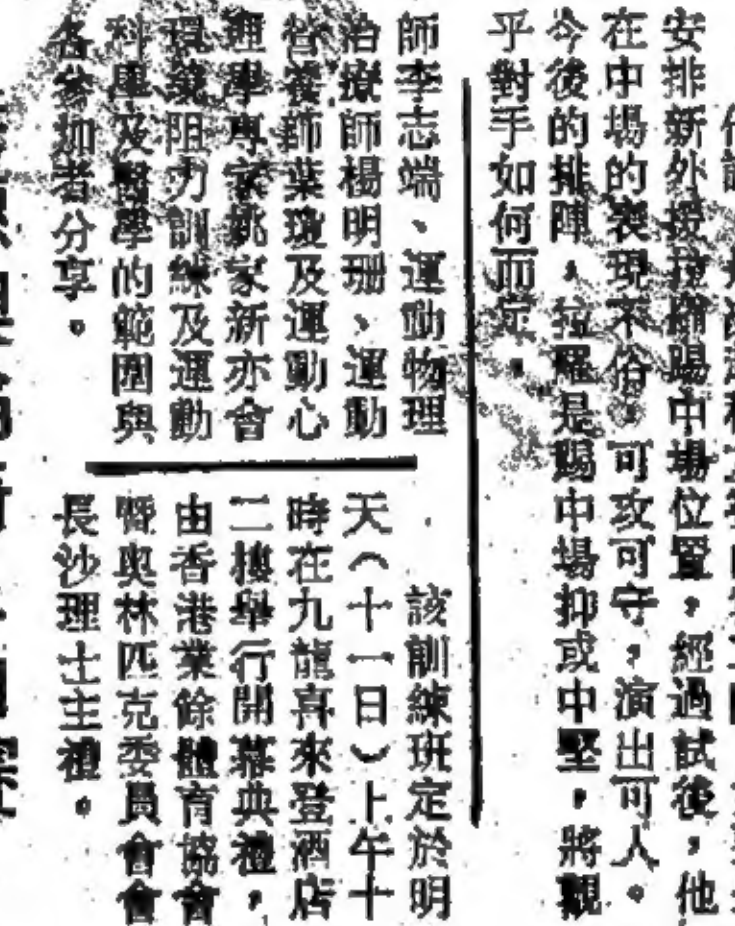 安排新外援拉羅踢中場位置，經過試後，他
在中場的表現不俗。可攻可守，演出可人。
今後的排陣，拉羅是踢中場抑或中堅，將觀
乎對手如何而定。
師李志端、運動物理
治療師楊明珊、運動
營養師葉瓊及運動心
理學專家姚家新亦會
環繞阻力訓練及運動
科學及醫學的範圍與
各參加者分享。
該訓練班定於明
天（十一日）上午十
時在九龍喜來登酒店
二樓舉行開幕典禮，
由香港業餘體育協會
暨奧林匹克委員會會
長沙理士主禮。